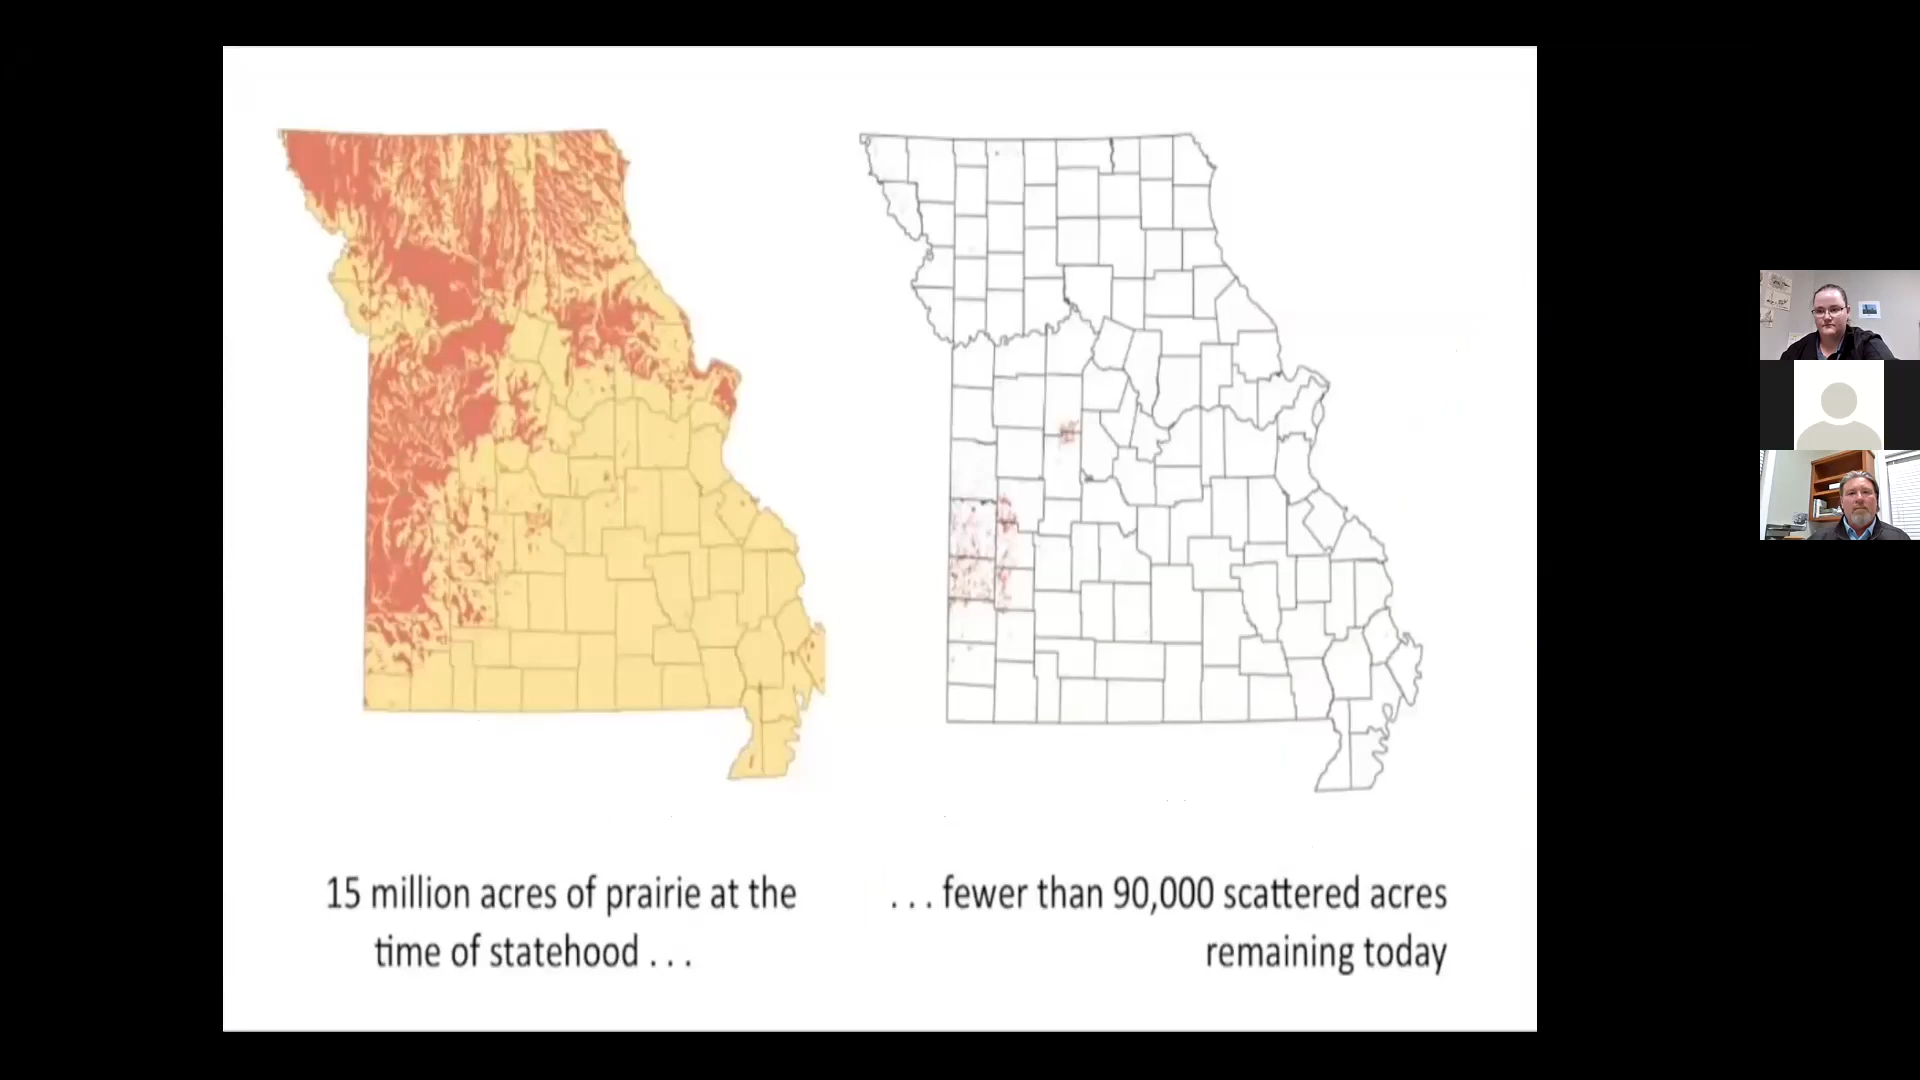 15 million acres of prairie at the
time of statehood . . .
. . . fewer than 90,000 scattered acres
remaining today